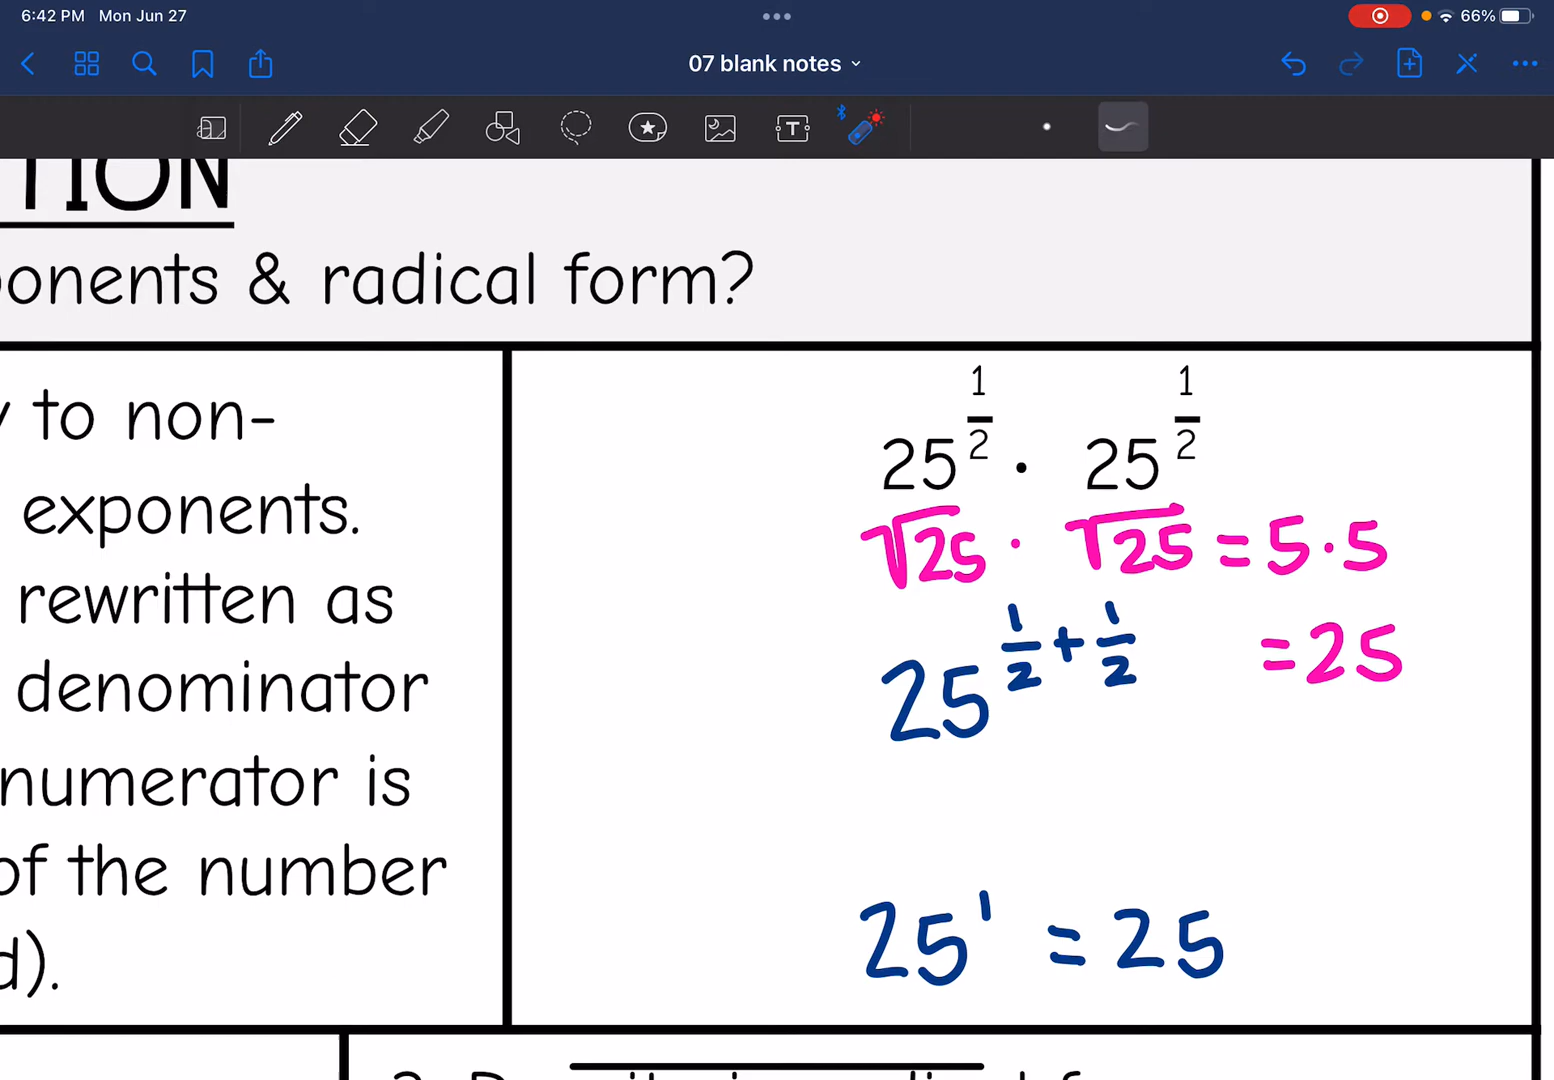 6:42 PM Mon Jun 27
66%
07 blank notes
TION
onents & radical form?
to non-
exponents.
rewritten as
denominator
numerator is
of the number
d).
25^(1/2) · 25^(1/2)
√25 · √25 = 5·5
= 25
25^(1/2 + 1/2)
25^1 = 25